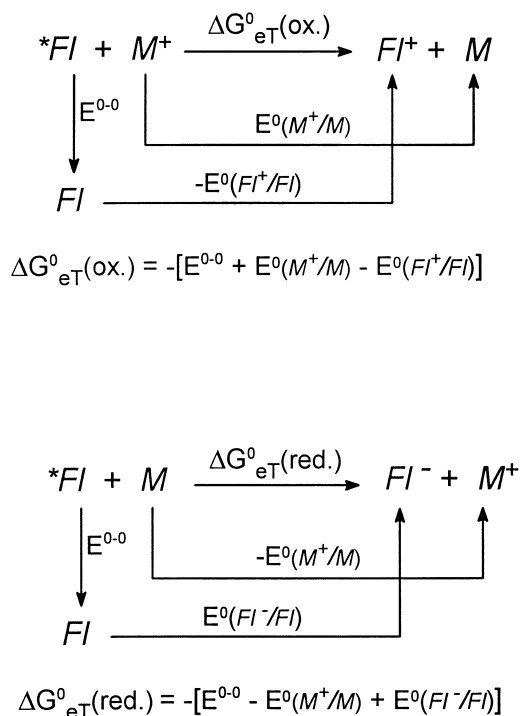 ΔG⁰eT(ox.)
*Fl + M⁺ Fl⁺ + M
E⁰⁻⁰
E⁰(M⁺/M)
-E⁰(Fl⁺/Fl)
Fl
ΔG⁰eT(ox.) = -[E⁰⁻⁰ + E⁰(M⁺/M) - E⁰(Fl⁺/Fl)]
ΔG⁰eT(red.)
*Fl + M Fl⁻ + M⁺
E⁰⁻⁰
-E⁰(M⁺/M)
E⁰(Fl⁻/Fl)
Fl
ΔG⁰eT(red.) = -[E⁰⁻⁰ - E⁰(M⁺/M) + E⁰(Fl⁻/Fl)]